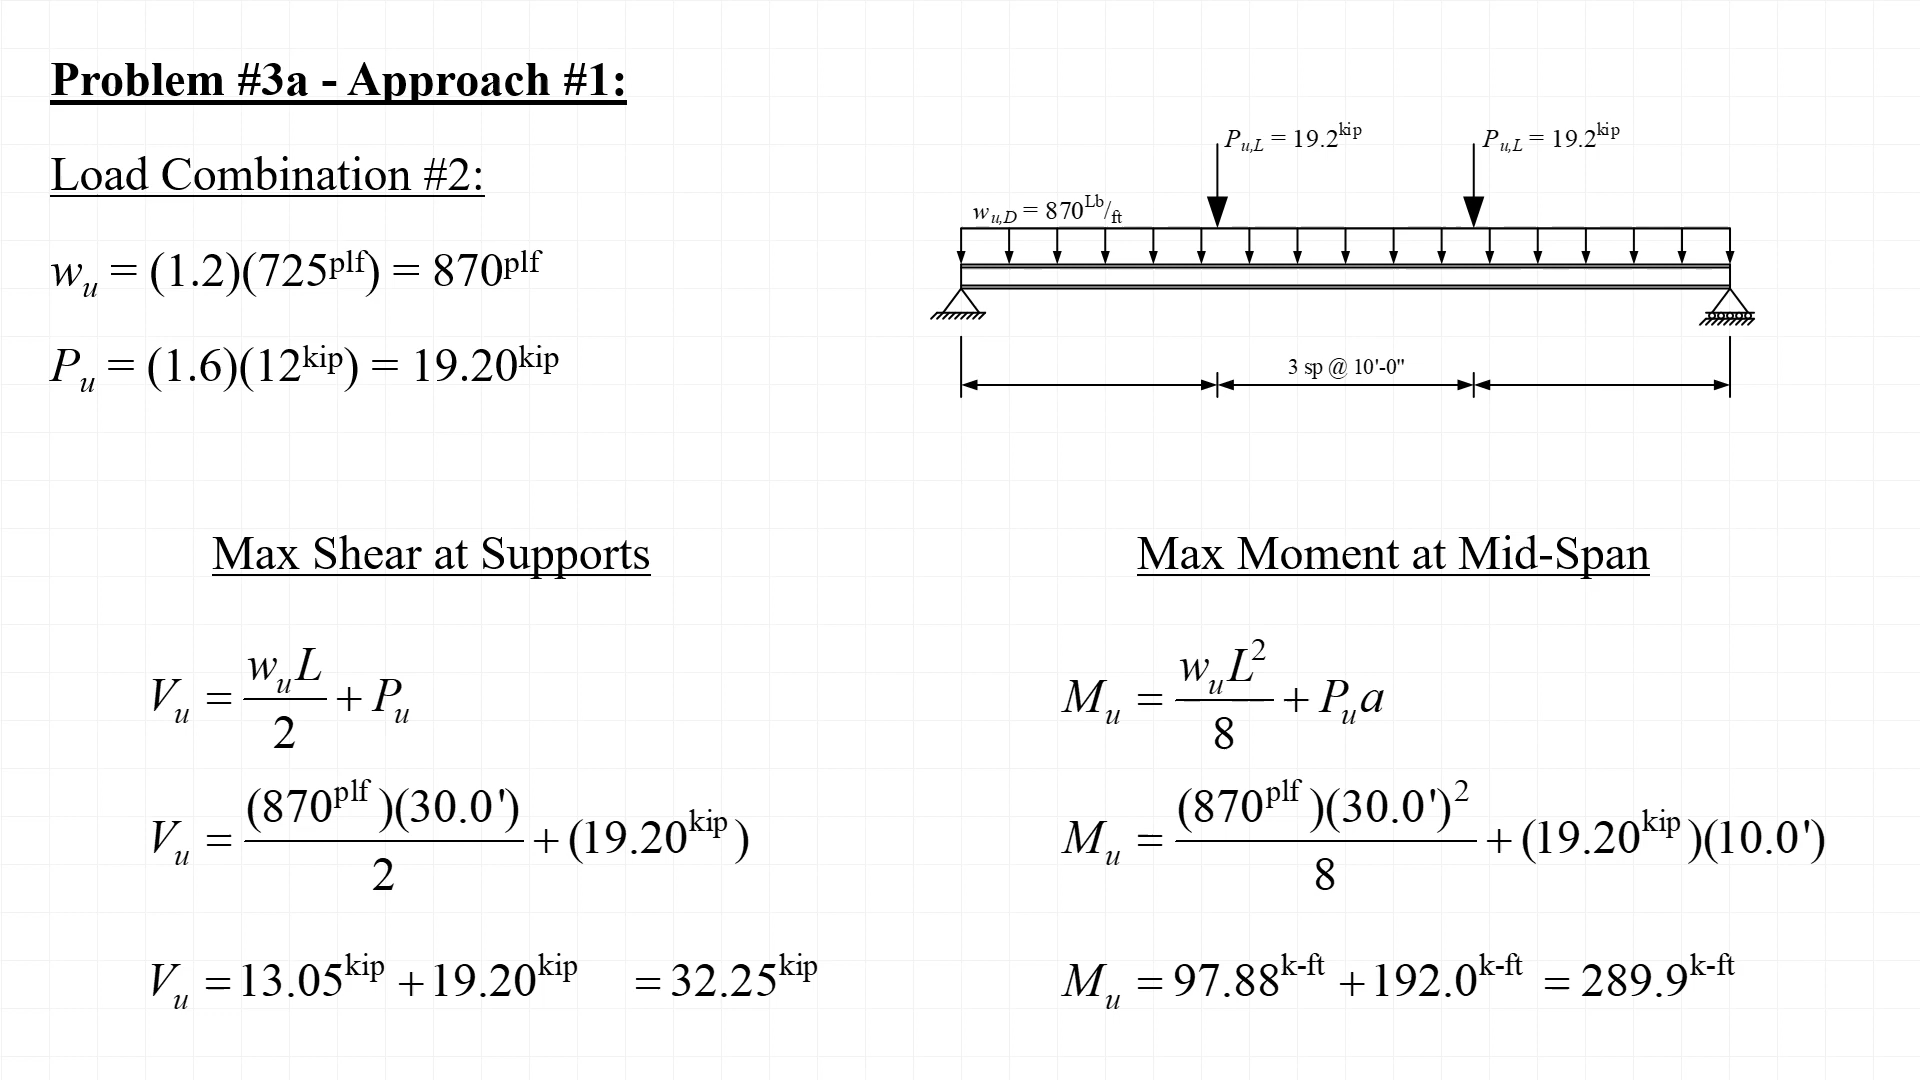 Problem #3a - Approach #1:
Load Combination #2:
w_u = (1.2)(725^plf) = 870^plf
P_u = (1.6)(12^kip) = 19.20^kip
P_u,L = 19.2^kip
P_u,L = 19.2^kip
w_u,D = 870^Lb/ft
3 sp @ 10'-0"
Max Shear at Supports
V_u = w_u L / 2 + P_u
V_u = (870^plf)(30.0') / 2 + (19.20^kip)
V_u = 13.05^kip + 19.20^kip = 32.25^kip
Max Moment at Mid-Span
M_u = w_u L^2 / 8 + P_u a
M_u = (870^plf)(30.0')^2 / 8 + (19.20^kip)(10.0')
M_u = 97.88^k-ft + 192.0^k-ft = 289.9^k-ft